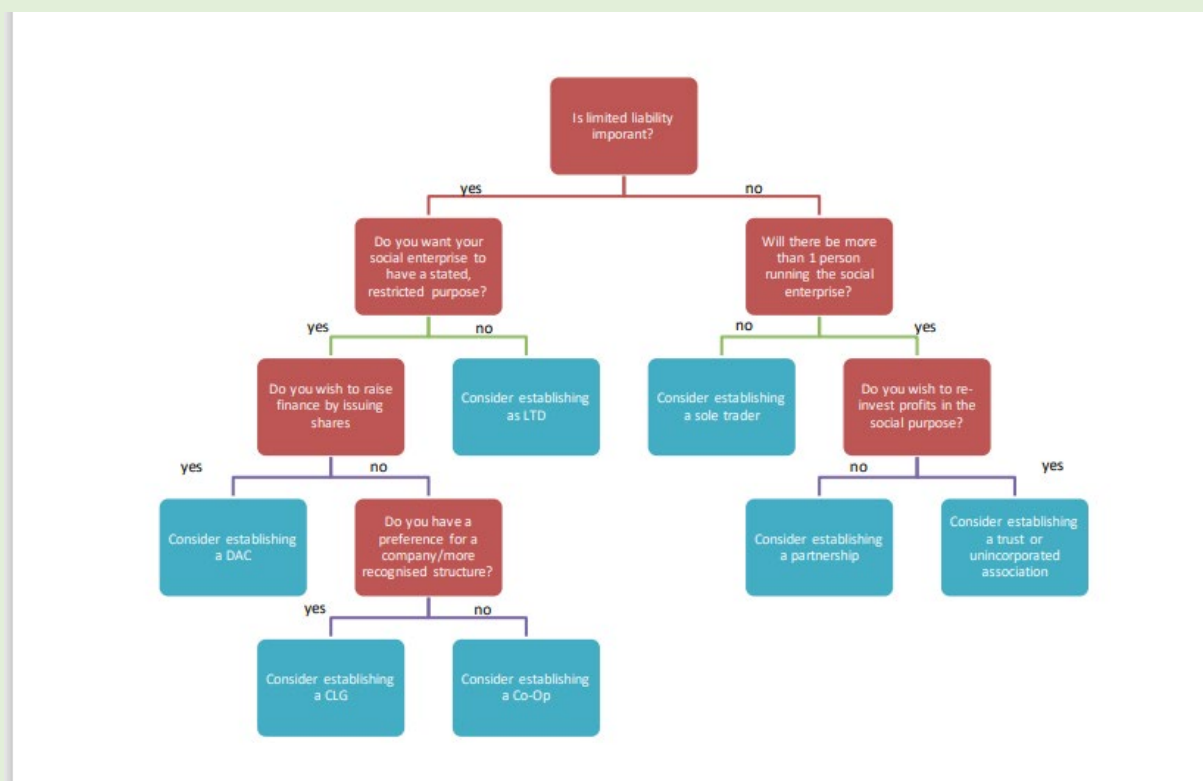 Is limited liability
imporant?
yes
no
Do you want your
social enterprise to
have a stated,
restricted purpose?
Will there be more
than 1 person
running the social
enterprise?
yes
no
no
yes
Do you wish to raise
finance by issuing
shares
Consider establishing
as LTD
Consider establishing
a sole trader
Do you wish to re-
invest profits in the
social purpose?
yes
no
no
yes
Consider establishing
a DAC
Do you have a
preference for a
company/more
recognised structure?
Consider establishing
a partnership
Consider establishing
a trust or
unincorporated
association
yes
no
Consider establishing
a CLG
Consider establishing
a Co-Op